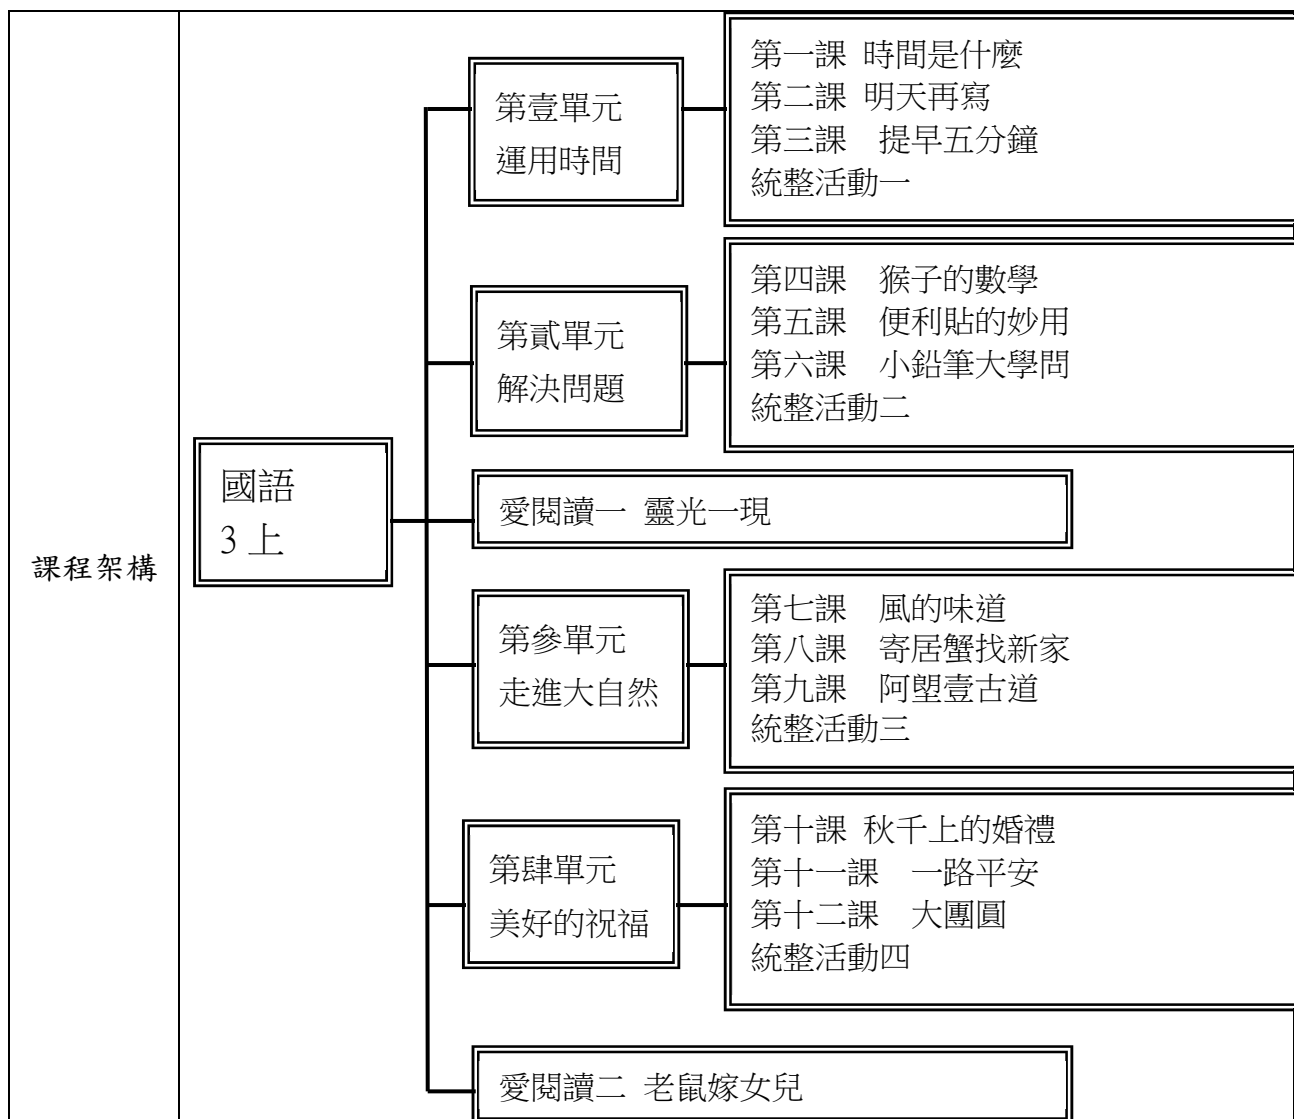 課程架構
國語
3 上
第壹單元
運用時間
第一課 時間是什麼
第二課 明天再寫
第三課　提早五分鐘
統整活動一
第貳單元
解決問題
第四課　猴子的數學
第五課　便利貼的妙用
第六課　小鉛筆大學問
統整活動二
愛閱讀一 靈光一現
第參單元
走進大自然
第七課　風的味道
第八課　寄居蟹找新家
第九課　阿塱壹古道
統整活動三
第肆單元
美好的祝福
第十課 秋千上的婚禮
第十一課　一路平安
第十二課　大團圓
統整活動四
愛閱讀二 老鼠嫁女兒